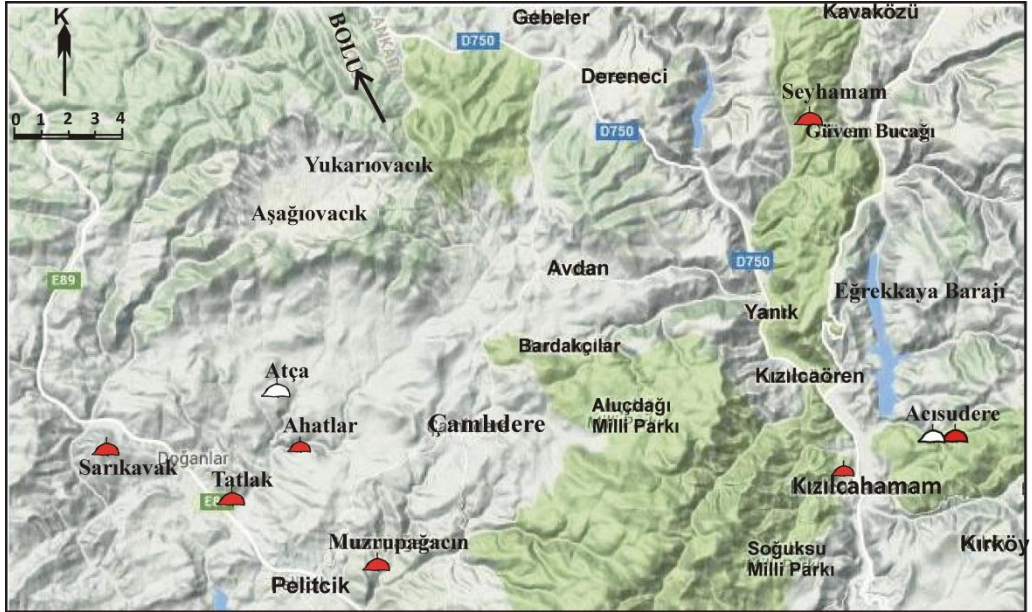 Gebeler
Kavaközü
K
BOLU
ANKARA
D750
Dereneci
Seyhamam
0 1 2 3 4
D750
Güvem Bucağı
Yukarıovacık
Aşağıovacık
E89
Avdan
D750
Eğrekkaya Barajı
Yanık
Bardakçılar
Atça
Kızılcaören
Ahatlar
Çamlıdere
Aluçdağı
Milli Parkı
Acısudere
Sarıkavak
Doğanlar
Tatlak
Kızılcahamam
Muzrupağacın
Soğuksu
Milli Parkı
Kırköy
Pelitcik